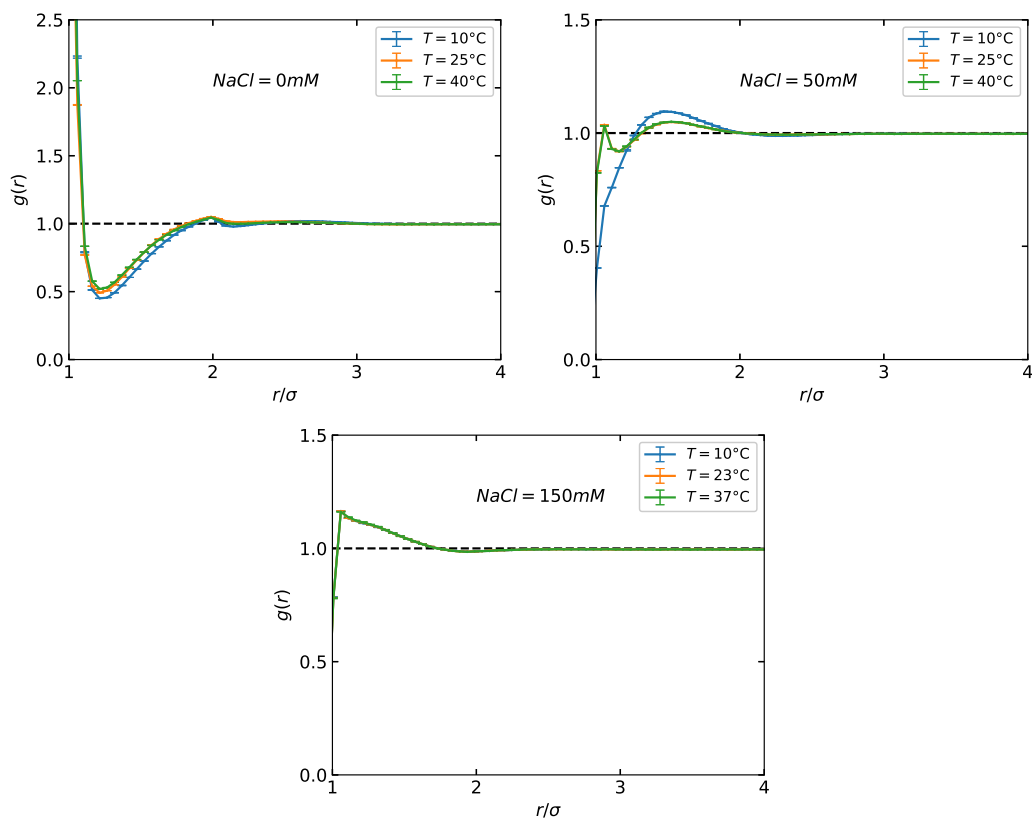 2.5
2.0
1.5
1.0
0.5
0.0
g(r)
NaCl = 0mM
T = 10°C
T = 25°C
T = 40°C
1 2 3 4
r/σ
1.5
1.0
0.5
0.0
g(r)
NaCl = 50mM
T = 10°C
T = 25°C
T = 40°C
1 2 3 4
r/σ
1.5
1.0
0.5
0.0
g(r)
NaCl = 150mM
T = 10°C
T = 23°C
T = 37°C
1 2 3 4
r/σ